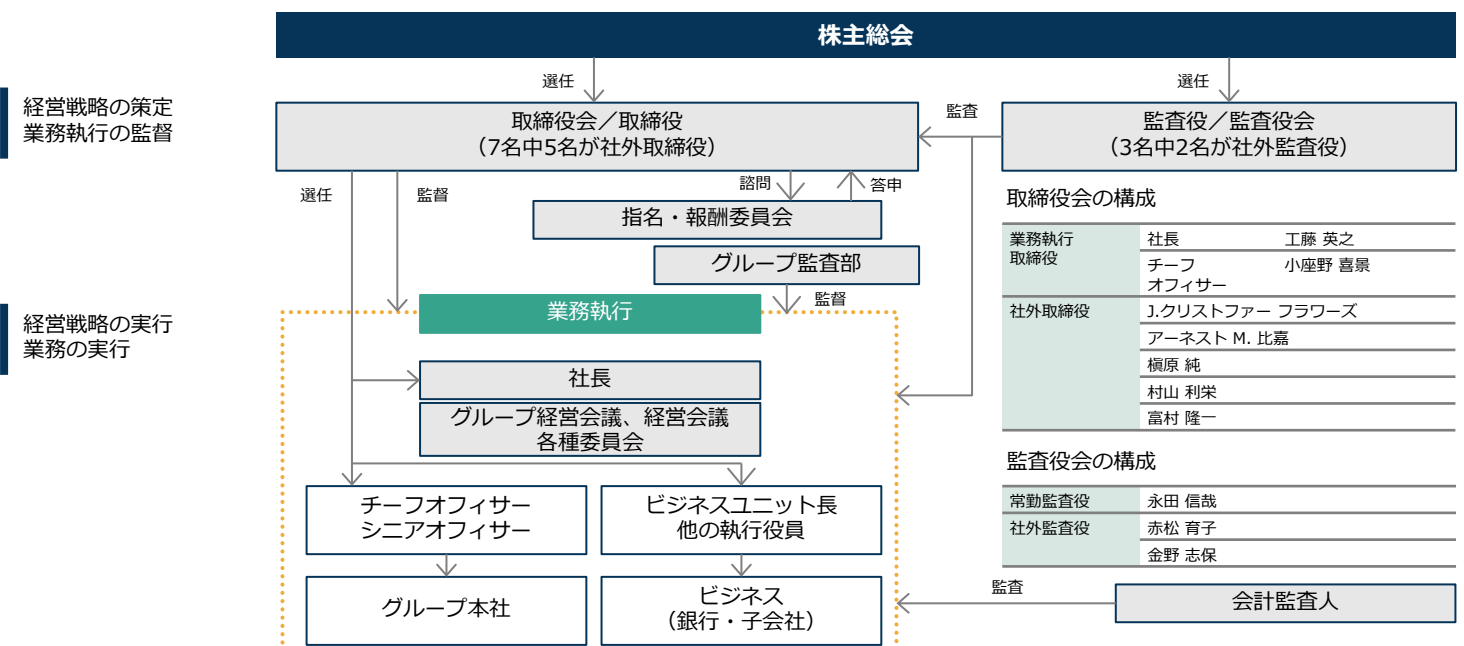 株主総会
選任
選任
経営戦略の策定
業務執行の監督
取締役会／取締役
（7名中5名が社外取締役）
監査
監査役／監査役会
（3名中2名が社外監査役）
選任
監督
諮問
答申
指名・報酬委員会
グループ監査部
監督
経営戦略の実行
業務の実行
業務執行
社長
グループ経営会議、経営会議
各種委員会
チーフオフィサー
シニアオフィサー
ビジネスユニット長
他の執行役員
グループ本社
ビジネス
（銀行・子会社）
取締役会の構成
業務執行
取締役
社長 工藤 英之
チーフ
オフィサー
小座野 喜景
社外取締役
J.クリストファー フラワーズ
アーネスト M. 比嘉
槇原 純
村山 利栄
富村 隆一
監査役会の構成
常勤監査役 永田 信哉
社外監査役 赤松 育子
金野 志保
監査
会計監査人